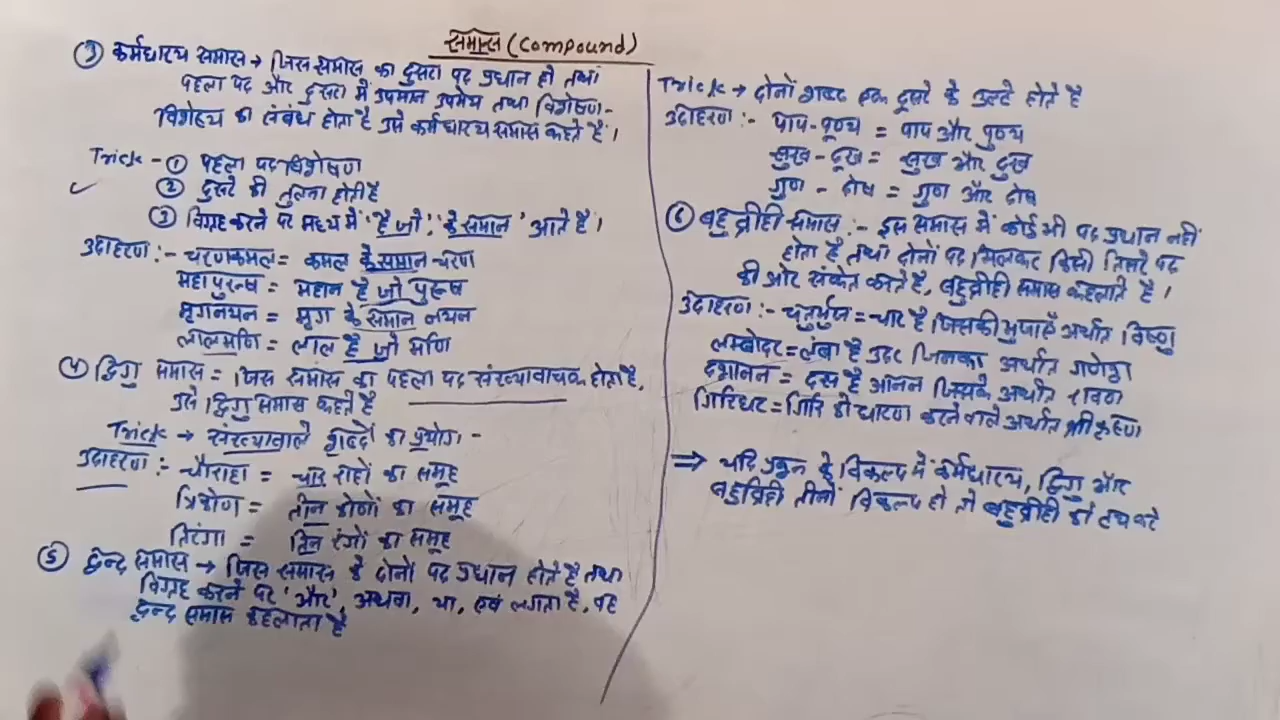 समास (Compound)
३) कर्मधारय समास → जिस समास का दुसरा पद प्रधान हो तथा
पहला पद और दुसरा में उपमान उपमेय तथा विशेषण-
विशेष्य का संबंध होता है उसे कर्मधारय समास कहते है।
Trick - ① पहला पद विशेषण
② दुसरे की तुलना होती है
③ विग्रह करने पर मध्य में 'है जो', 'के समान' आते है।
उदाहरण :- चरणकमल = कमल के समान चरण
महापुरुष = महान है जो पुरुष
मृगनयन = मृग के समान नयन
लालमणि = लाल है जो मणि
४) द्विगु समास = जिस समास का पहला पद संख्यावाचक होता है,
उसे द्विगु समास कहते है
Trick → संख्यावाले शब्दों का प्रयोग -
उदाहरण :- चौराहा = चार राहों का समूह
त्रिकोण = तीन कोणों का समूह
तिरंगा = तिन रंगों का समूह
⑤ द्वन्द समास → जिस समास के दोनों पद प्रधान होते है तथा
विग्रह करने पर 'और', अथवा, या, एवं लगता है, वह
द्वन्द समास कहलाता है
Trick → दोनों शब्द एक दूसरे के उल्टे होते है
उदाहरण :- पाप-पूण्य = पाप और पुण्य
सुख - दूख = सुख और दुख
गुण - दोष = गुण और दोष
⑥ बहुव्रीही समास :- इस समास में कोई भी पद प्रधान नहीं
होता है तथा दोनों पद मिलकर किसी तिसरे पद
की ओर संकेत करते है, बहुव्रीही समास कहलाते है।
उदाहरण :- चतुर्भुज = चार है जिसकी भुजाएँ अर्थात विष्णु
लम्बोदर = लंबा है उदर जिनका अर्थात गणेश
दशानन = दस है आनन जिसके अर्थात रावण
गिरिधर = गिरि को धारण करने वाले अर्थात श्री कृष्ण
⇒ यदि प्रश्न के विकल्प में कर्मधारय, द्विगु और
बहुव्रिही तीनों विकल्प हो तो बहुव्रीही को करे